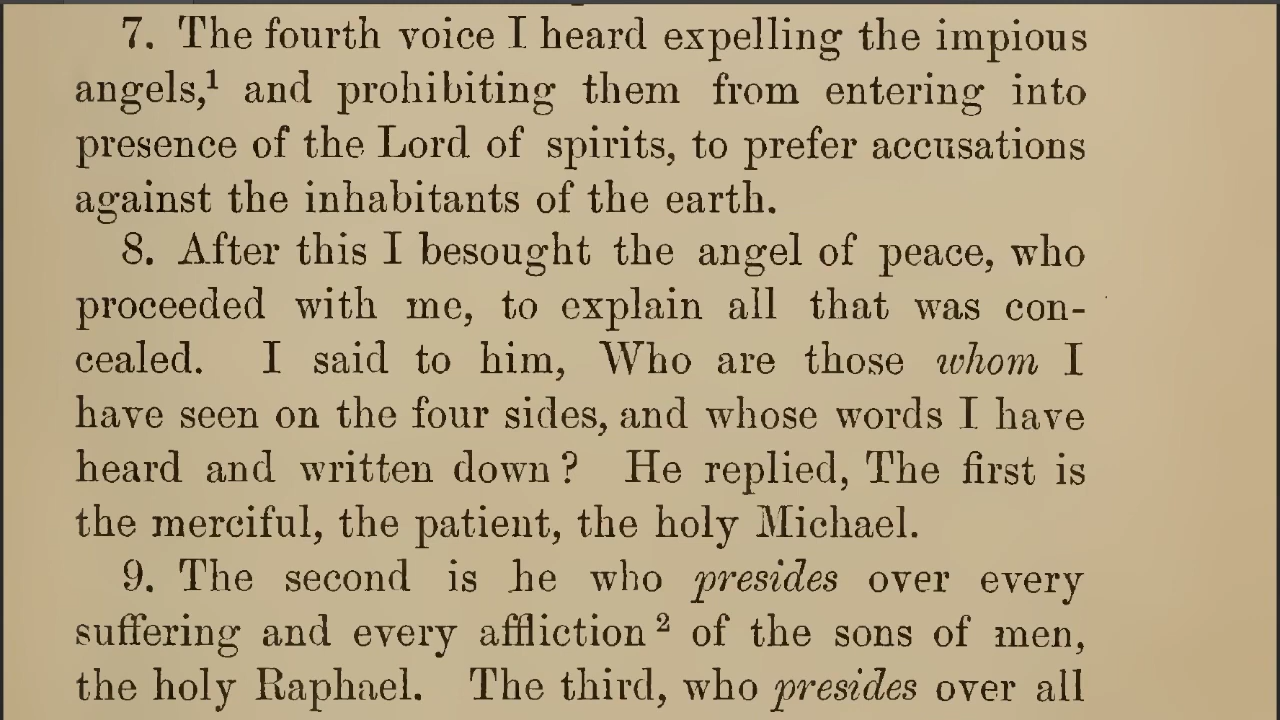 7. The fourth voice I heard expelling the impious
angels,¹ and prohibiting them from entering into
presence of the Lord of spirits, to prefer accusations
against the inhabitants of the earth.
8. After this I besought the angel of peace, who
proceeded with me, to explain all that was con-
cealed. I said to him, Who are those whom I
have seen on the four sides, and whose words I have
heard and written down? He replied, The first is
the merciful, the patient, the holy Michael.
9. The second is he who presides over every
suffering and every affliction² of the sons of men,
the holy Raphael. The third, who presides over all